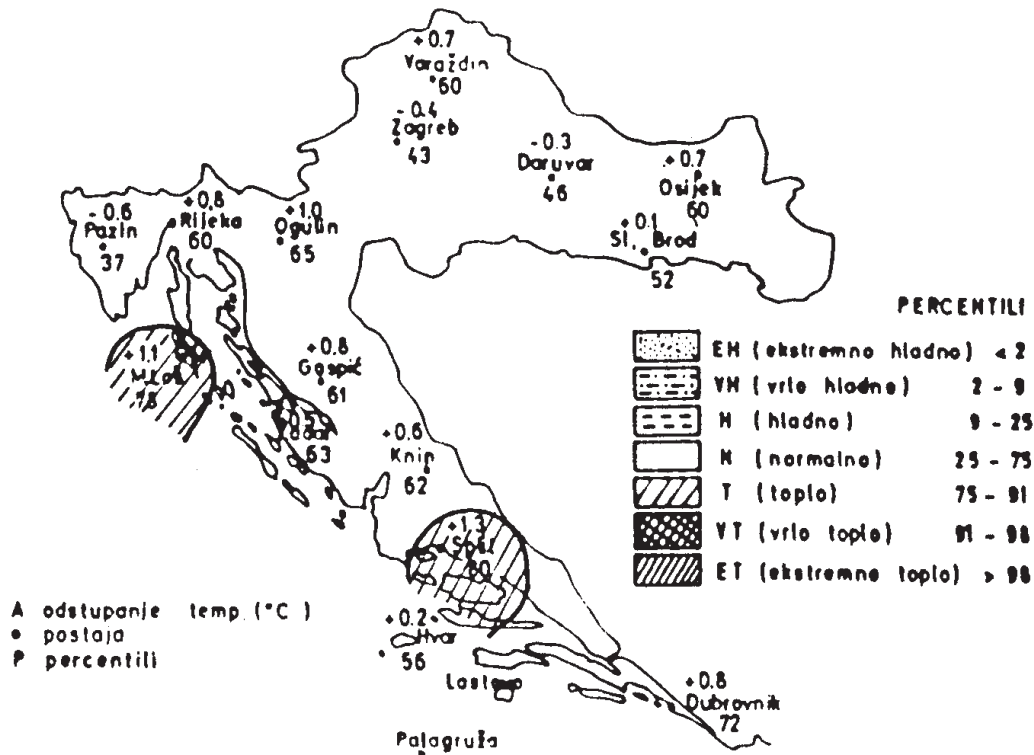 +0.7
Varaždin
60
-0.4
Zagreb
43
-0.3
Daruvar
46
+0.7
Osijek
60
+0.1
Sl. Brod
52
-0.6
Pazin
37
+0.8
Rijeka
60
+1.0
Ogulin
65
+1.1
78
+0.8
Gospić
61
63
+0.6
Knin
62
+1.3
Split
80
+0.2
Hvar
56
Lastovo
+0.8
Dubrovnik
72
Palagruža
PERCENTILI
EH (ekstremno hladno) < 2
VH (vrlo hladno) 2 - 9
H (hladno) 9 - 25
N (normalno) 25 - 75
T (toplo) 75 - 91
VT (vrlo toplo) 91 - 98
ET (ekstremno toplo) > 98
A odstupanje temp. (°C)
• postaja
P percentili